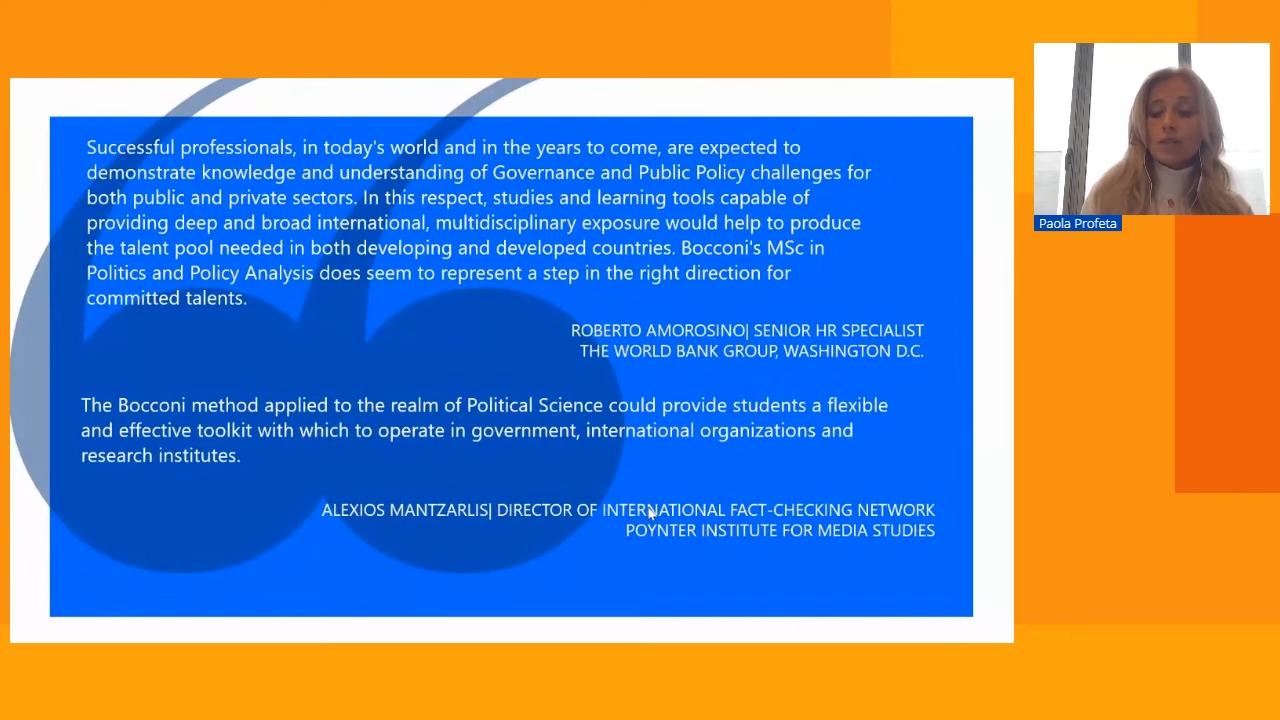 Successful professionals, in today's world and in the years to come, are expected to
demonstrate knowledge and understanding of Governance and Public Policy challenges for
both public and private sectors. In this respect, studies and learning tools capable of
providing deep and broad international, multidisciplinary exposure would help to produce
the talent pool needed in both developing and developed countries. Bocconi's MSc in
Politics and Policy Analysis does seem to represent a step in the right direction for
committed talents.
ROBERTO AMOROSINO| SENIOR HR SPECIALIST
THE WORLD BANK GROUP, WASHINGTON D.C.
The Bocconi method applied to the realm of Political Science could provide students a flexible
and effective toolkit with which to operate in government, international organizations and
research institutes.
ALEXIOS MANTZARLIS| DIRECTOR OF INTERNATIONAL FACT-CHECKING NETWORK
POYNTER INSTITUTE FOR MEDIA STUDIES
Paola Profeta